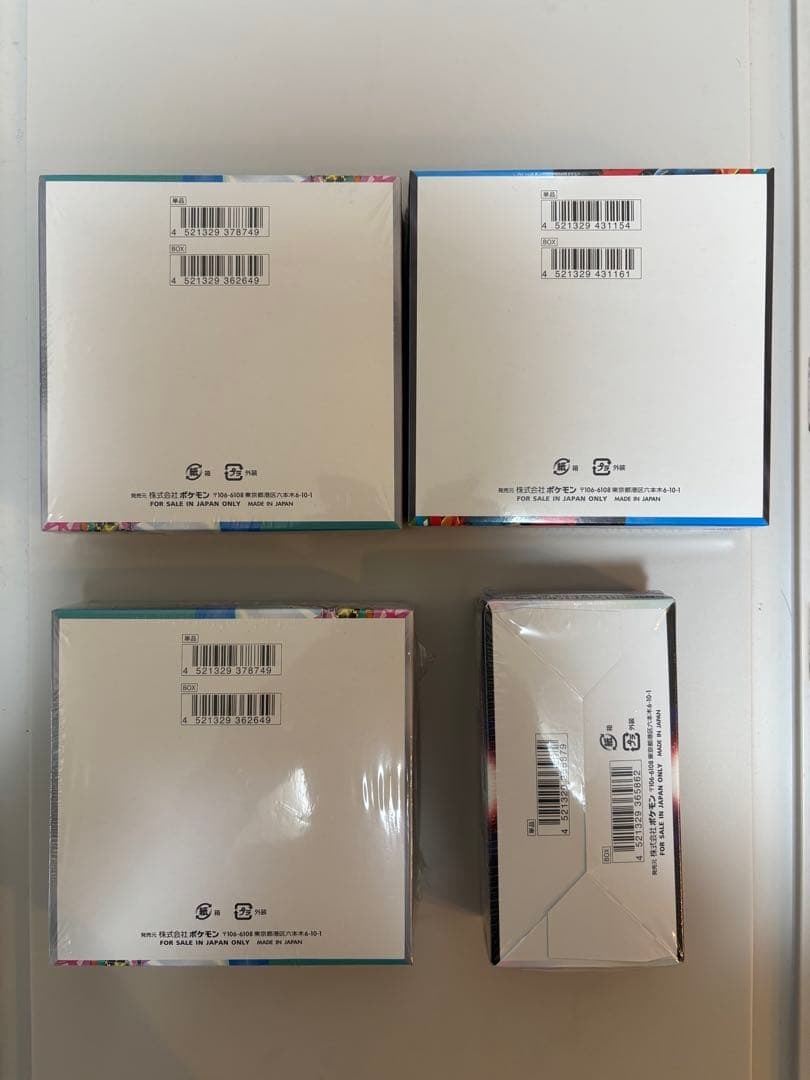 単品
4 521329 378749
BOX
4 521329 362649
紙 箱 プラ 外装
発売元 株式会社ポケモン 〒106-6108 東京都港区六本木6-10-1
FOR SALE IN JAPAN ONLY MADE IN JAPAN
単品
4 521329 431154
BOX
4 521329 431161
紙 箱 プラ 外装
発売元 株式会社ポケモン 〒106-6108 東京都港区六本木6-10-1
FOR SALE IN JAPAN ONLY MADE IN JAPAN
単品
4 521329 378749
BOX
4 521329 362649
紙 箱 プラ 外装
発売元 株式会社ポケモン 〒106-6108 東京都港区六本木6-10-1
FOR SALE IN JAPAN ONLY MADE IN JAPAN
単品
BOX
4 521329 365862
紙 箱 プラ 外装
発売元 株式会社ポケモン 〒106-6108 東京都港区六本木6-10-1
FOR SALE IN JAPAN ONLY MADE IN JAPAN